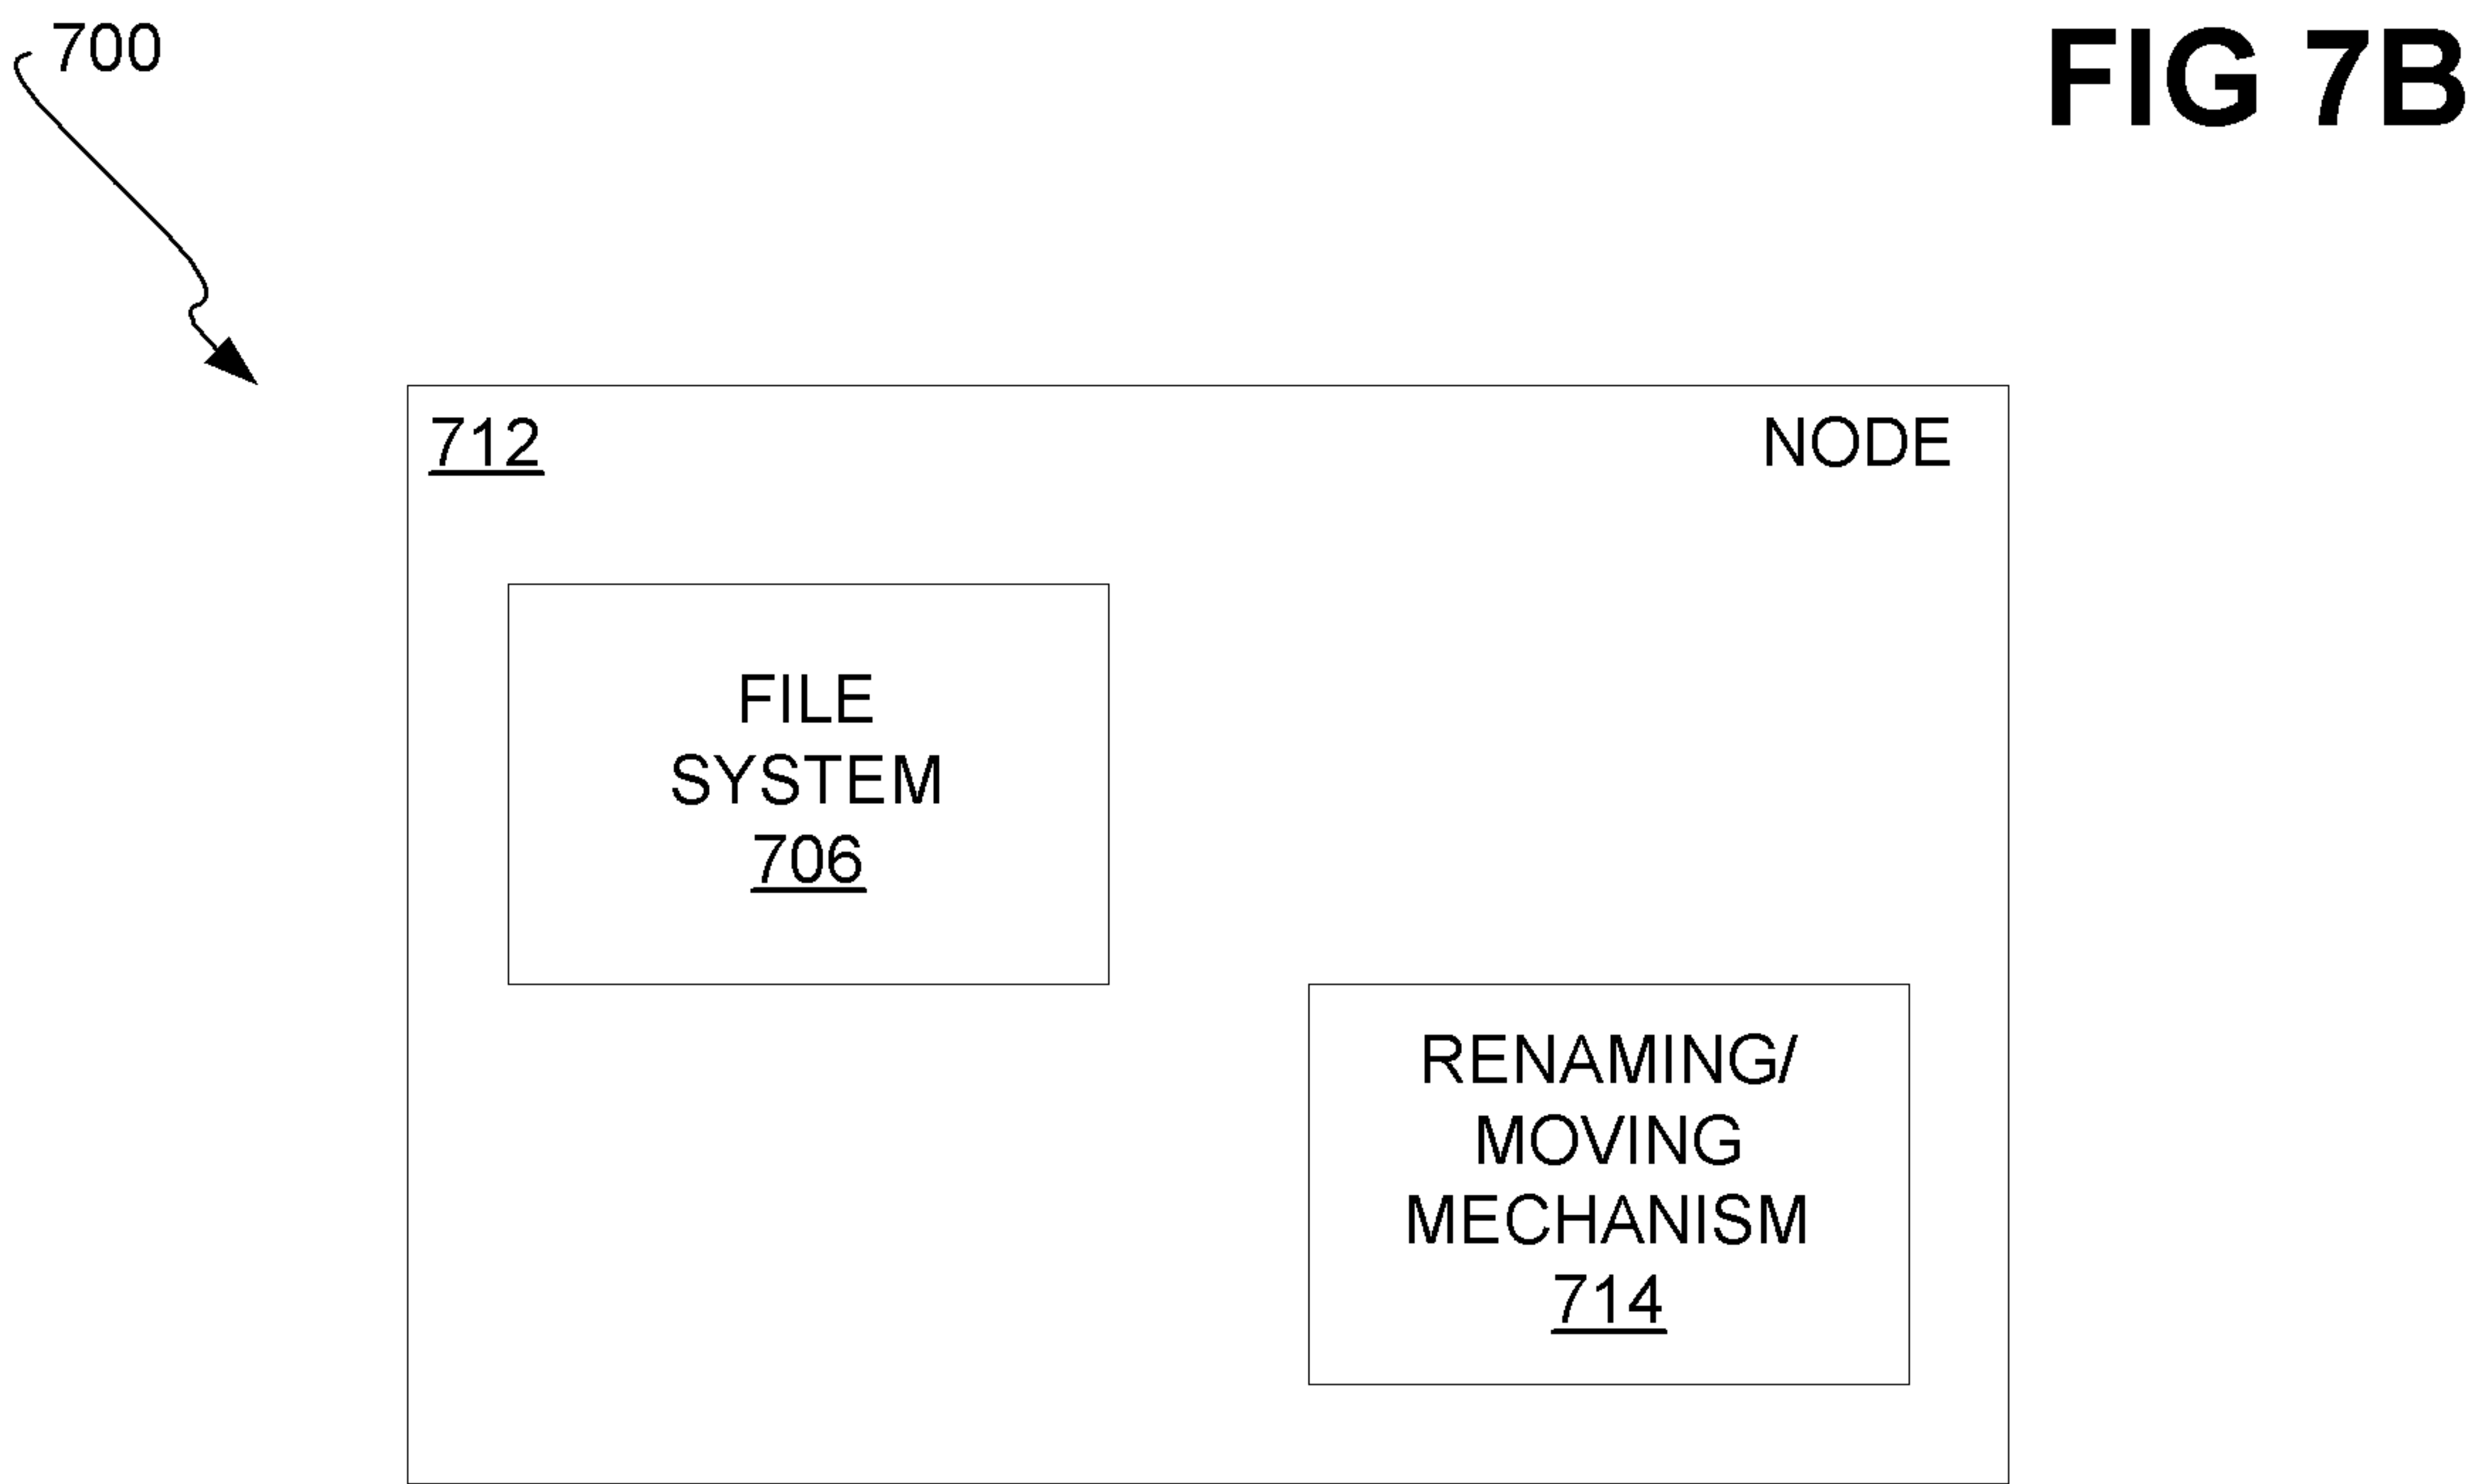 700
FIG 7B
712
NODE
FILE
SYSTEM
706
RENAMING/
MOVING
MECHANISM
714